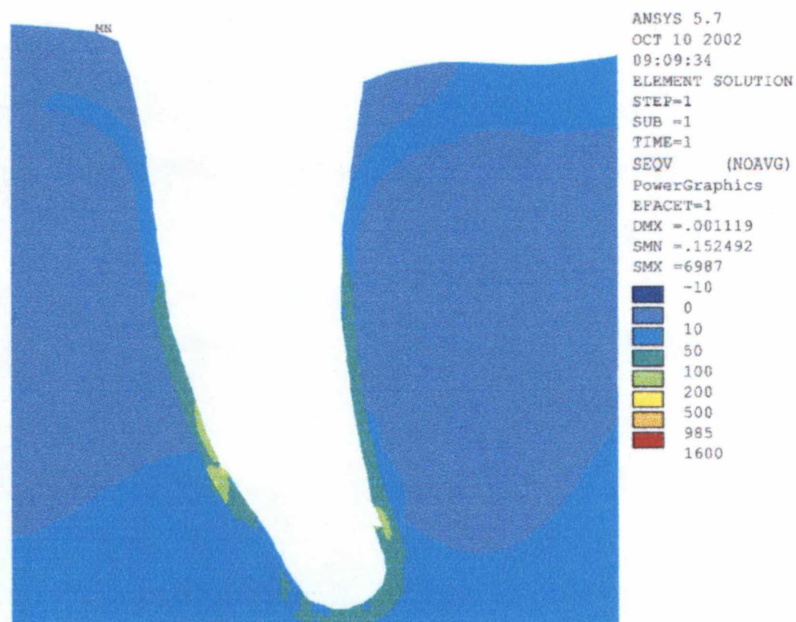 MN
ANSYS 5.7
OCT 10 2002
09:09:34
ELEMENT SOLUTION
STEP=1
SUB =1
TIME=1
SEQV (NOAVG)
PowerGraphics
EFACET=1
DMX =.001119
SMN =.152492
SMX =6987
-10
0
10
50
100
200
500
985
1600